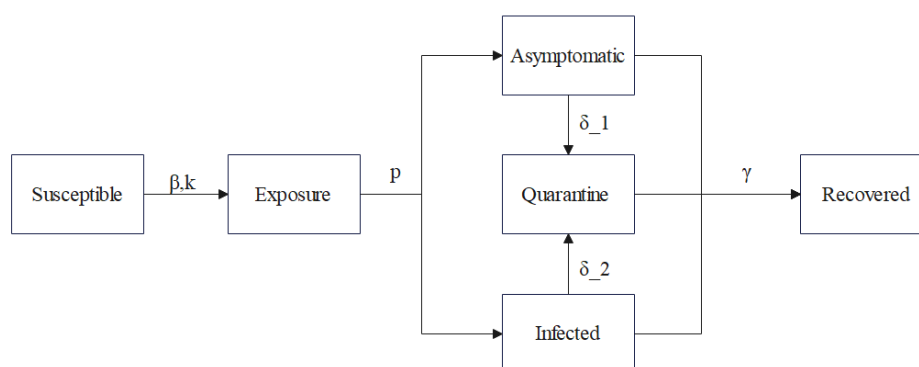 Asymptomatic
δ_1
Susceptible
β,k
Exposure
p
Quarantine
γ
Recovered
δ_2
Infected